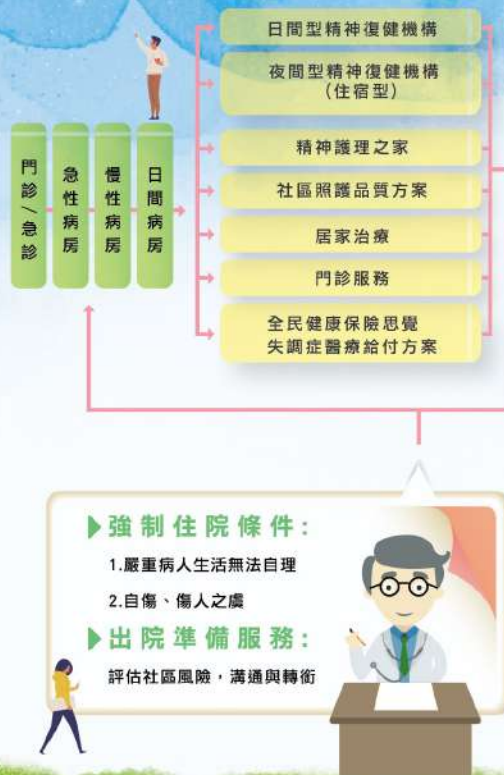 日間型精神復健機構
夜間型精神復健機構
(住宿型)
精神護理之家
社區照護品質方案
居家治療
門診服務
全民健康保險思覺
失調症醫療給付方案
門診/急診
急性病房
慢性病房
日間病房
強制住院條件:
1.嚴重病人生活無法自理
2.自傷、傷人之虞
出院準備服務:
評估社區風險,溝通與轉銜